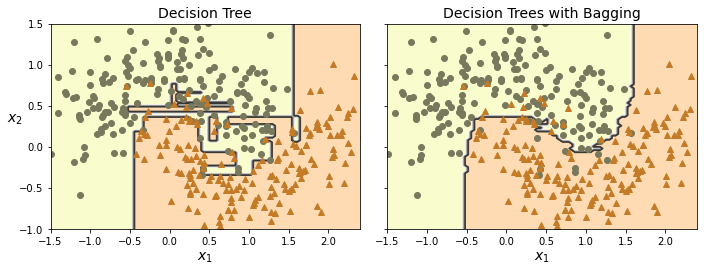 Decision Tree
Decision Trees with Bagging
1.5
1.0
0.5
0.0
−0.5
−1.0
x₂
−1.5 −1.0 −0.5 0.0 0.5 1.0 1.5 2.0
−1.5 −1.0 −0.5 0.0 0.5 1.0 1.5 2.0
x₁
x₁